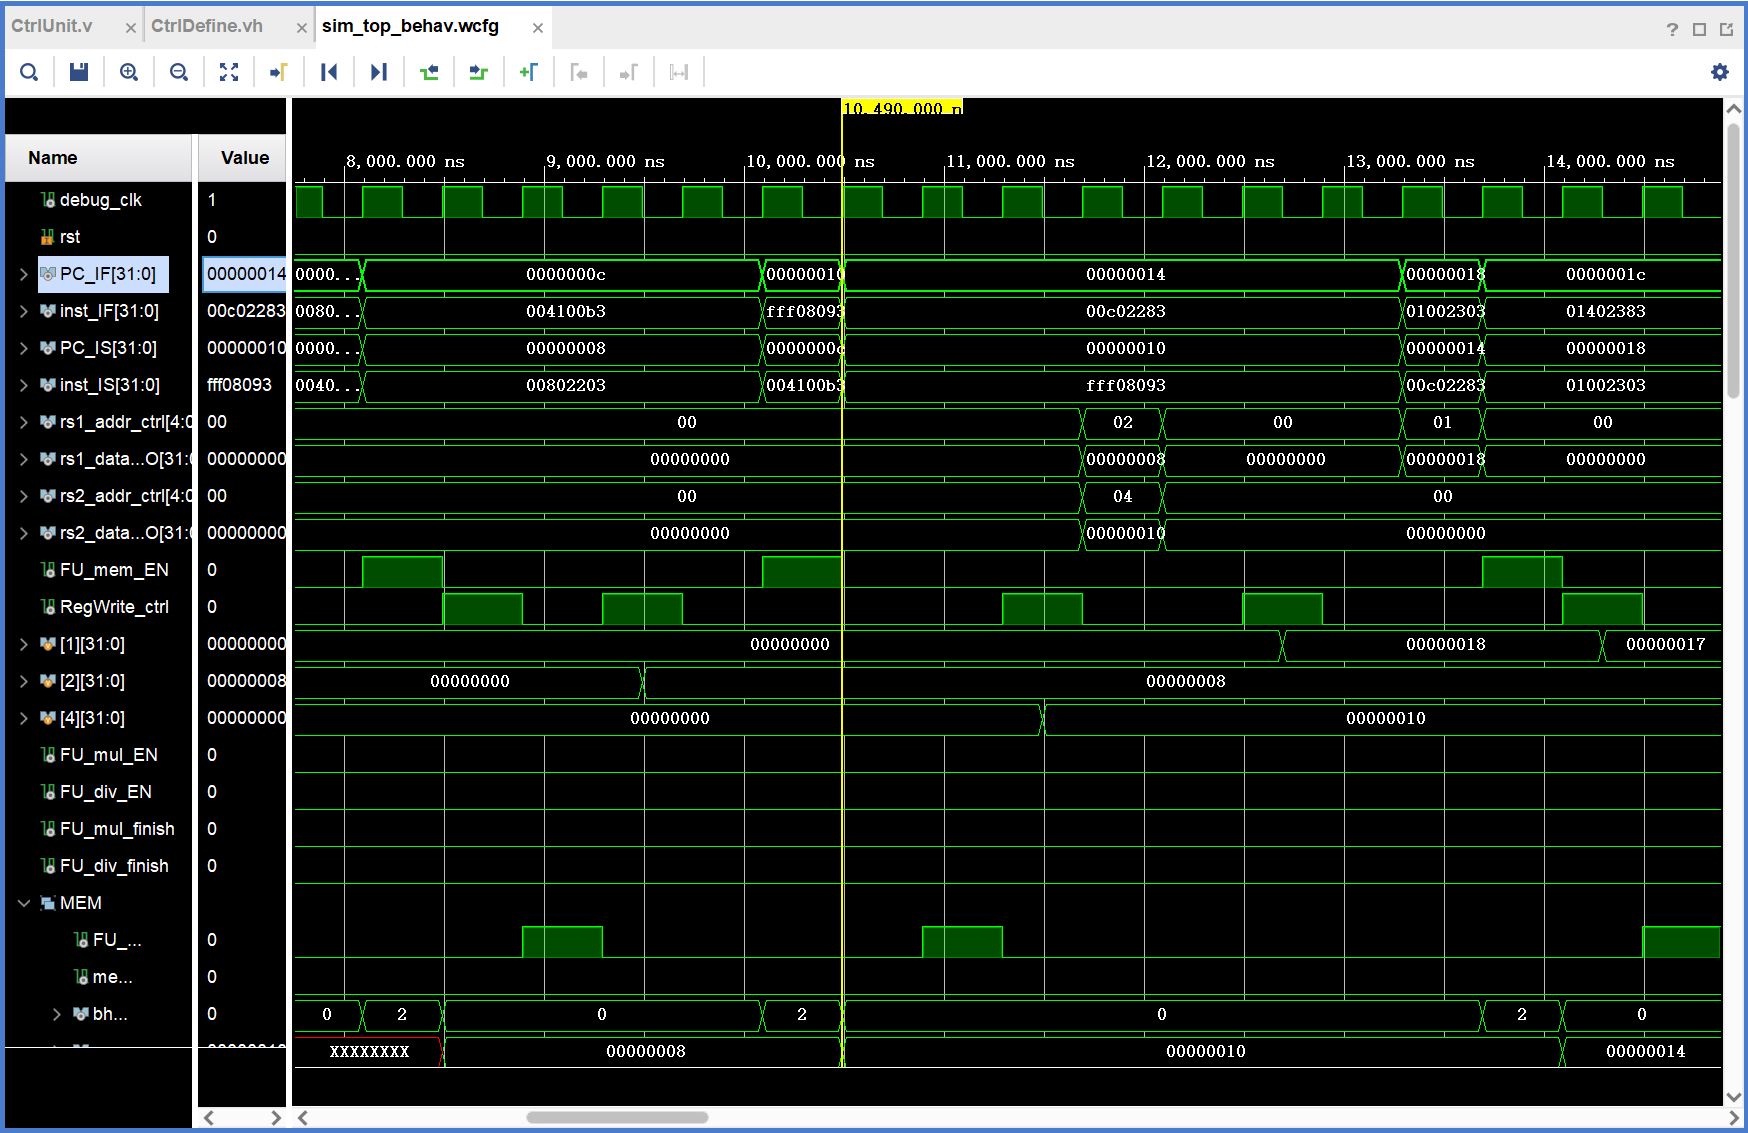 CtrlUnit.v × CtrlDefine.vh × sim_top_behav.wcfg × ?
10,490.000 n
Name Value 8,000.000 ns 9,000.000 ns 10,000.000 ns 11,000.000 ns 12,000.000 ns 13,000.000 ns 14,000.000 ns
debug_clk 1
rst 0
PC_IF[31:0] 00000014 0000... 0000000c 00000010 00000014 00000018 0000001c
inst_IF[31:0] 00c02283 0080... 004100b3 fff08093 00c02283 01002303 01402383
PC_IS[31:0] 00000010 0000... 00000008 0000000c 00000010 00000014 00000018
inst_IS[31:0] fff08093 0040... 00802203 004100b3 fff08093 00c02283 01002303
rs1_addr_ctrl[4:0 00 00 02 00 01 00
rs1_data...O[31:0 00000000 00000000 00000008 00000000 00000018 00000000
rs2_addr_ctrl[4:0 00 00 04 00
rs2_data...O[31:0 00000000 00000000 00000010 00000000
FU_mem_EN 0
RegWrite_ctrl 0
[1][31:0] 00000000 00000000 00000018 00000017
[2][31:0] 00000008 00000000 00000008
[4][31:0] 00000000 00000000 00000010
FU_mul_EN 0
FU_div_EN 0
FU_mul_finish 0
FU_div_finish 0
MEM
FU_... 0
me... 0
bh... 0 0 2 0 2 0 2 0
XXXXXXXX 00000008 00000010 00000014